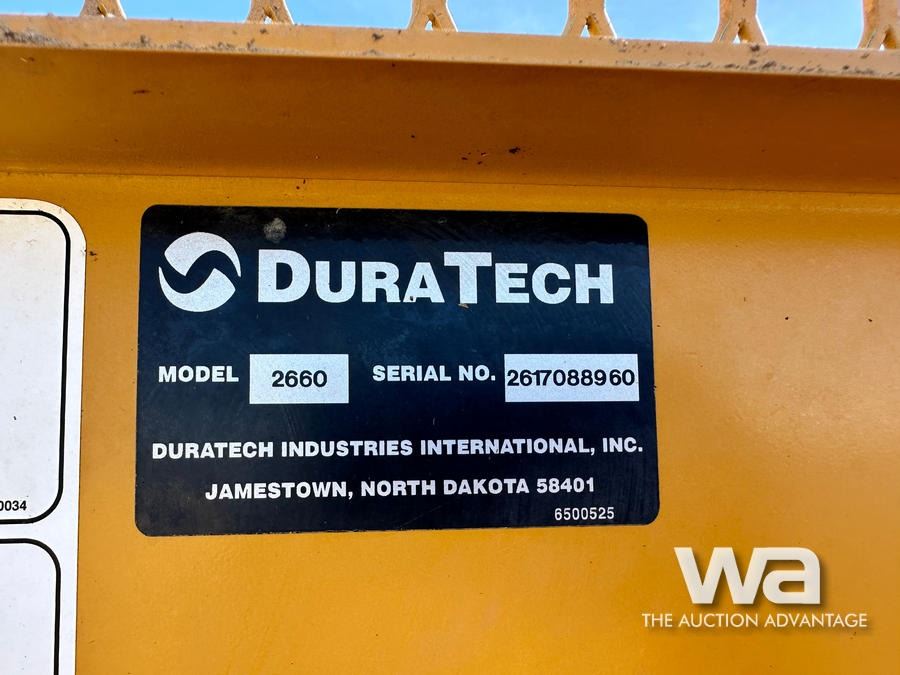 DURATECH
MODEL 2660 SERIAL NO. 2617088960
DURATECH INDUSTRIES INTERNATIONAL, INC.
JAMESTOWN, NORTH DAKOTA 58401
6500525
0034
wa
THE AUCTION ADVANTAGE